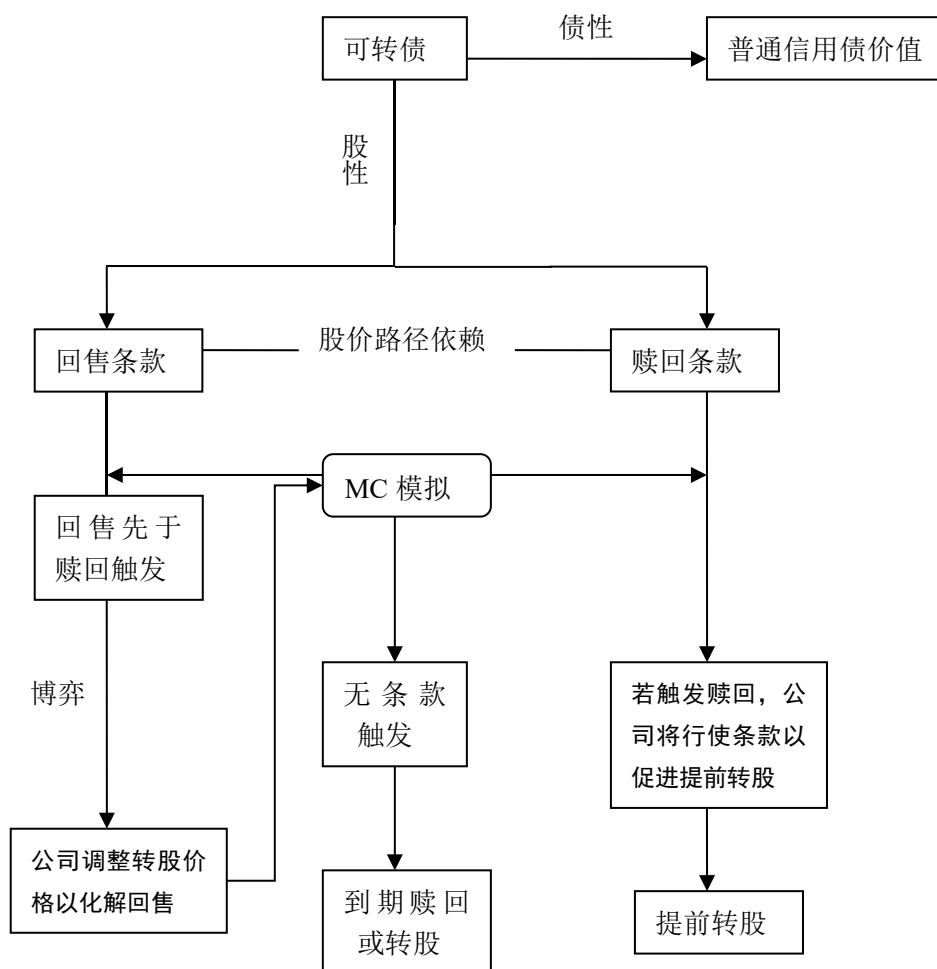 债性
可转债
普通信用债价值
股
性
股价路径依赖
回售条款
赎回条款
MC 模拟
回售先于
赎回触发
博弈
无条款
触发
若触发赎回，公
司将行使条款以
促进提前转股
公司调整转股价
格以化解回售
到期赎回
或转股
提前转股